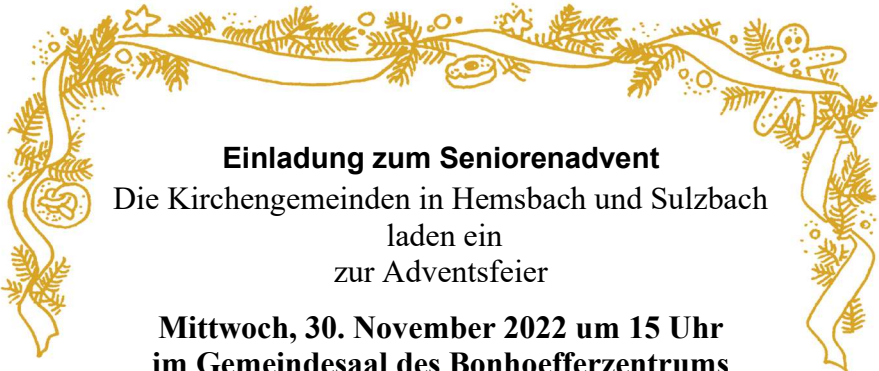 Einladung zum Seniorenadvent
Die Kirchengemeinden in Hemsbach und Sulzbach
laden ein
zur Adventsfeier
Mittwoch, 30. November 2022 um 15 Uhr
im Gemeindesaal des Bonhoefferzentrums